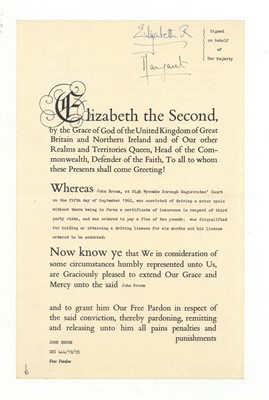 Elizabeth R
Margaret
Signed
on behalf
of
Her Majesty
Elizabeth the Second,
by the Grace of God of the United Kingdom of Great
Britain and Northern Ireland and of Our other
Realms and Territories Queen, Head of the Com-
monwealth, Defender of the Faith, To all to whom
these Presents shall come Greeting!
Whereas John Broom, at High Wycombe Borough Magistrates' Court
on the fifth day of September 1962, was convicted of driving a motor cycle
without there being in force a certificate of insurance in respect of third
party risks, and was ordered to pay a fine of ten pounds: was disqualified
for holding or obtaining a driving licence for six months and his licence
ordered to be endorsed:
Now know ye that We in consideration of
some circumstances humbly represented unto Us,
are Graciously pleased to extend Our Grace and
Mercy unto the said John Broom
and to grant him Our Free Pardon in respect of
the said conviction, thereby pardoning, remitting
and releasing unto him all pains penalties and
punishments
JOHN BROOM
Free Pardon